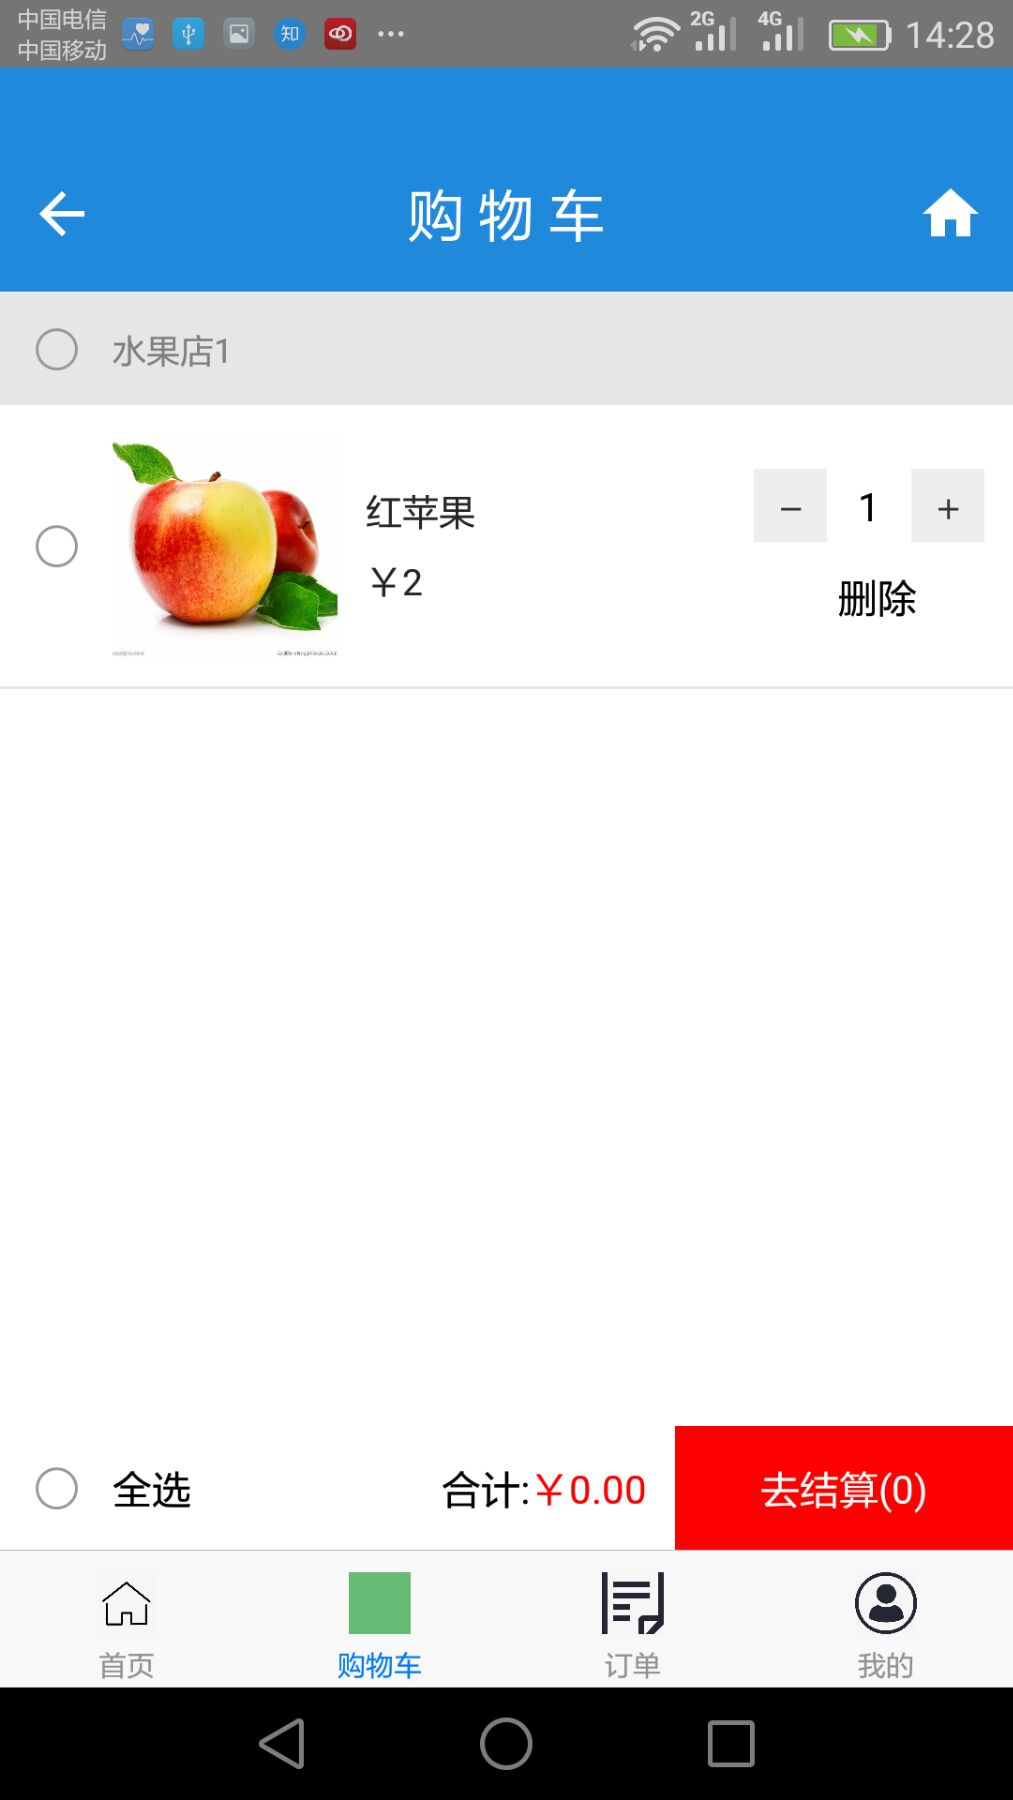 中国电信
中国移动
知
2G
4G
14:28
购物车
水果店1
红苹果
￥2
− 1 +
删除
全选
合计:￥0.00
去结算(0)
首页
购物车
订单
我的